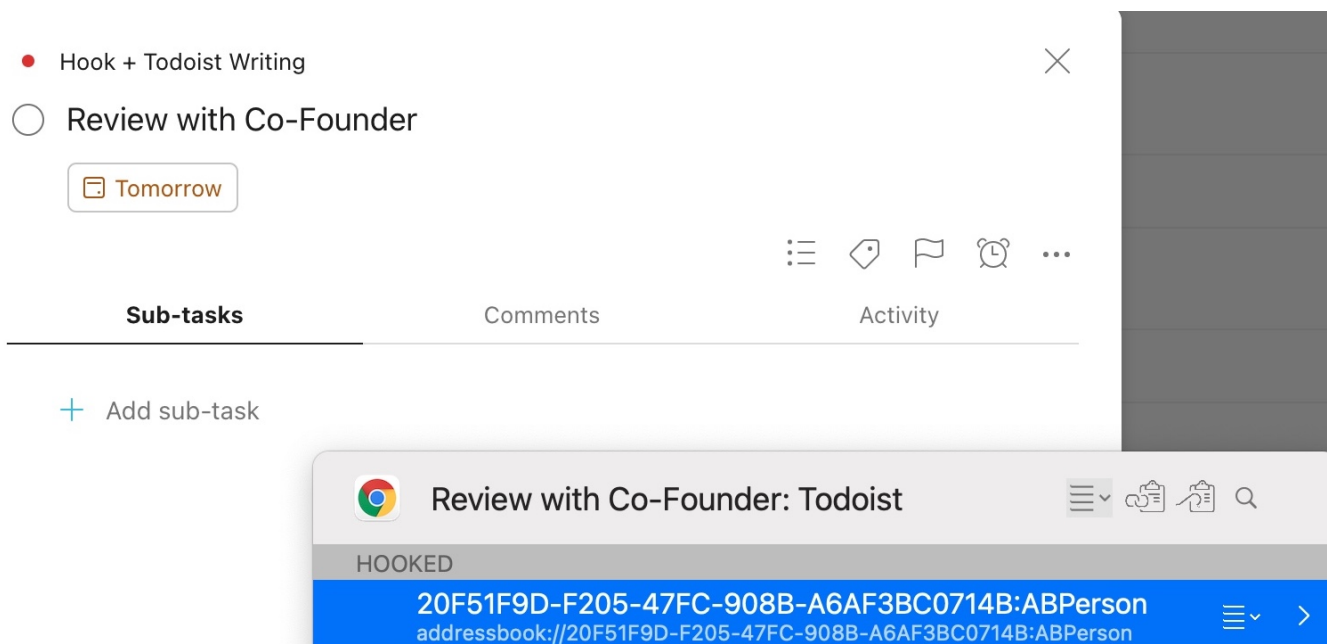 Hook + Todoist Writing
Review with Co-Founder
Tomorrow
Sub-tasks Comments Activity
Add sub-task
Review with Co-Founder: Todoist
HOOKED
20F51F9D-F205-47FC-908B-A6AF3BC0714B:ABPerson
addressbook://20F51F9D-F205-47FC-908B-A6AF3BC0714B:ABPerson